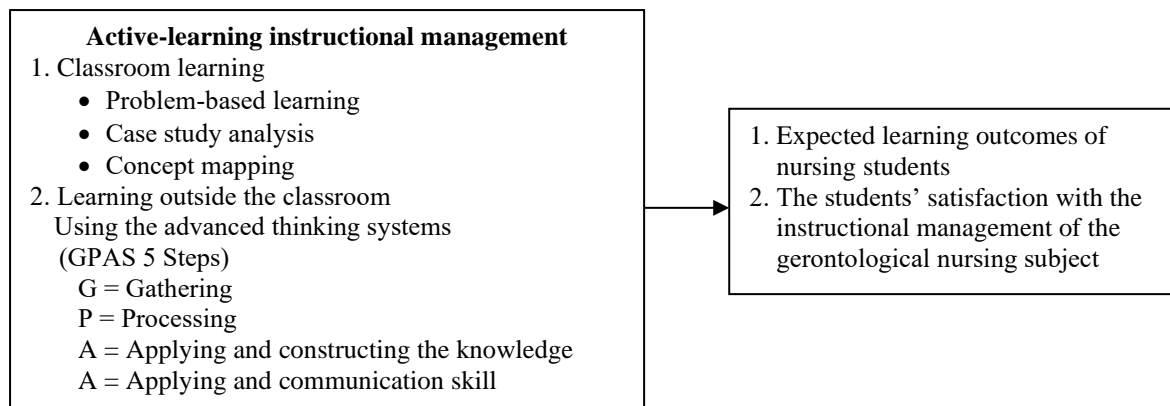 Active-learning instructional management
1. Classroom learning
• Problem-based learning
• Case study analysis
• Concept mapping
2. Learning outside the classroom
Using the advanced thinking systems
(GPAS 5 Steps)
G = Gathering
P = Processing
A = Applying and constructing the knowledge
A = Applying and communication skill
1. Expected learning outcomes of
nursing students
2. The students’ satisfaction with the
instructional management of the
gerontological nursing subject